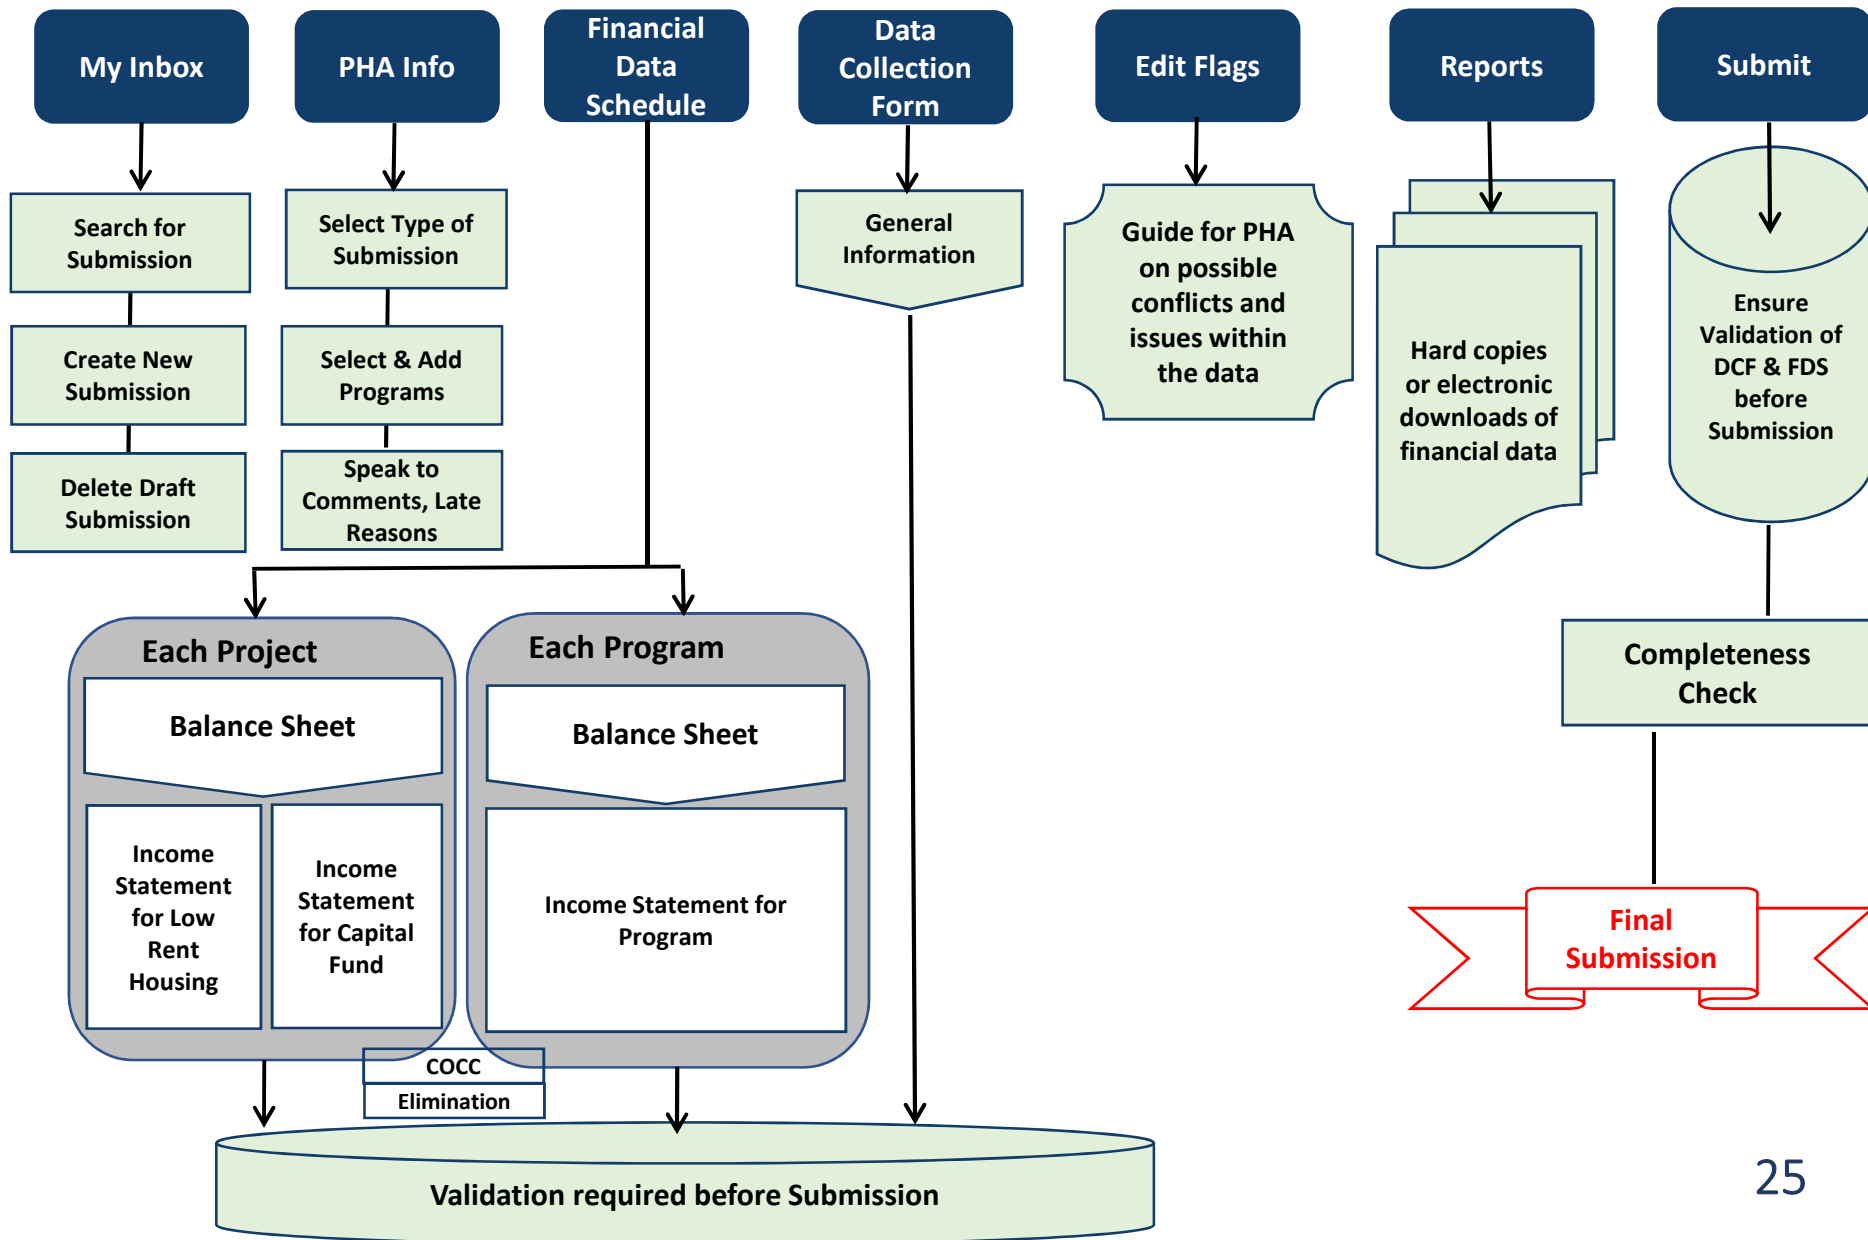 My Inbox
PHA Info
Financial
Data
Schedule
Data
Collection
Form
Edit Flags
Reports
Submit
Search for
Submission
Create New
Submission
Delete Draft
Submission
Select Type of
Submission
Select & Add
Programs
Speak to
Comments, Late
Reasons
General
Information
Guide for PHA
on possible
conflicts and
issues within
the data
Hard copies
or electronic
downloads of
financial data
Ensure
Validation of
DCF & FDS
before
Submission
Completeness
Check
Final
Submission
Each Project
Balance Sheet
Income
Statement
for Low
Rent
Housing
Income
Statement
for Capital
Fund
Each Program
Balance Sheet
Income Statement for
Program
COCC
Elimination
Validation required before Submission
25